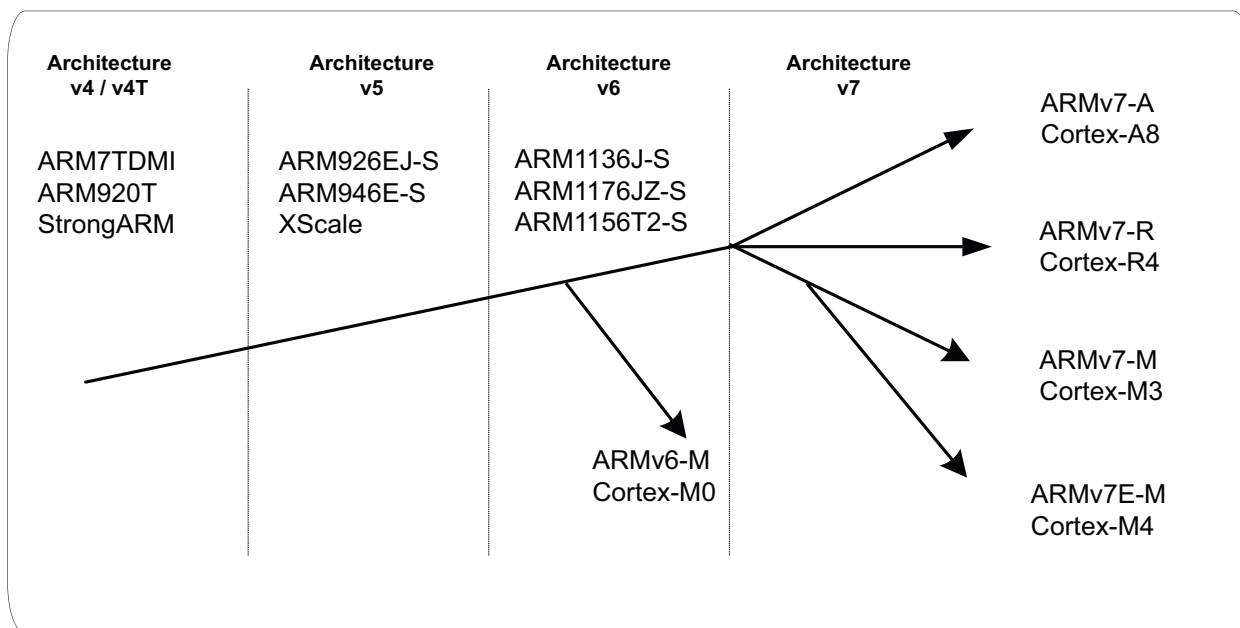 Architecture
v4 / v4T
Architecture
v5
Architecture
v6
Architecture
v7
ARM7TDMI
ARM920T
StrongARM
ARM926EJ-S
ARM946E-S
XScale
ARM1136J-S
ARM1176JZ-S
ARM1156T2-S
ARMv7-A
Cortex-A8
ARMv7-R
Cortex-R4
ARMv7-M
Cortex-M3
ARMv6-M
Cortex-M0
ARMv7E-M
Cortex-M4